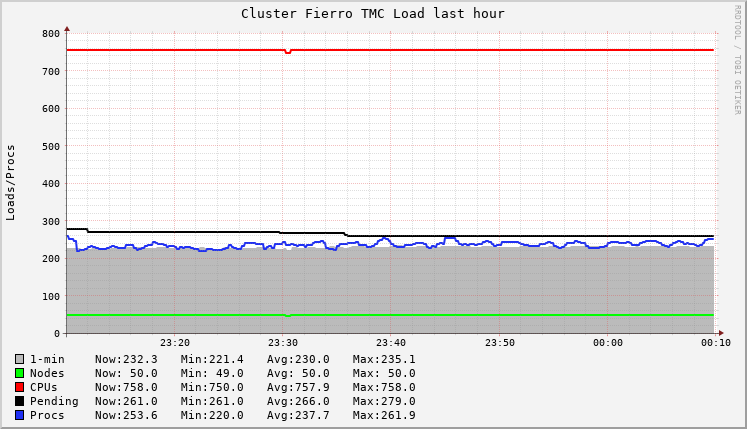 Cluster Fierro TMC Load last hour
RRDTOOL / TOBI OETIKER
Loads/Procs
800
700
600
500
400
300
200
100
0
23:20 23:30 23:40 23:50 00:00 00:10
1-min Now:232.3 Min:221.4 Avg:230.0 Max:235.1
Nodes Now: 50.0 Min: 49.0 Avg: 50.0 Max: 50.0
CPUs Now:758.0 Min:750.0 Avg:757.9 Max:758.0
Pending Now:261.0 Min:261.0 Avg:266.0 Max:279.0
Procs Now:253.6 Min:220.0 Avg:237.7 Max:261.9